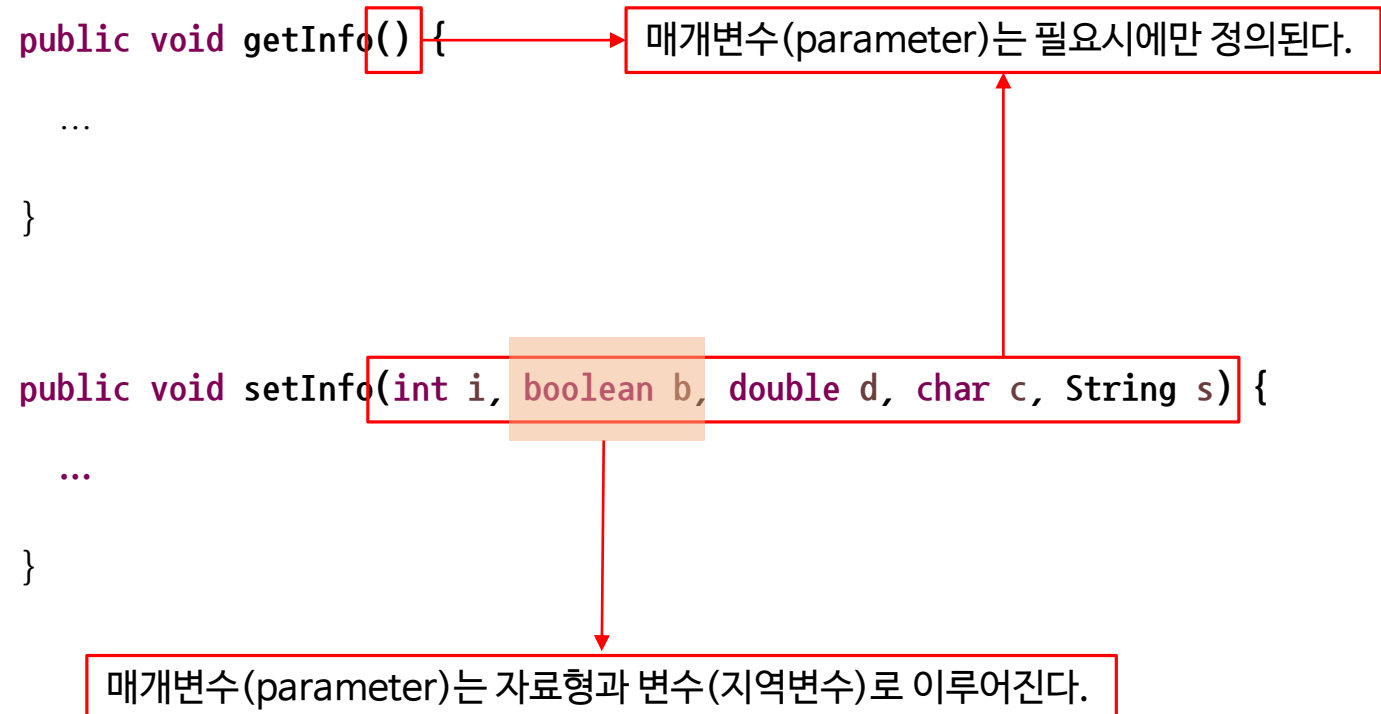 public void getInfo() {
매개변수(parameter)는 필요시에만 정의된다.
...
}
public void setInfo(int i, boolean b, double d, char c, String s) {
...
}
매개변수(parameter)는 자료형과 변수(지역변수)로 이루어진다.